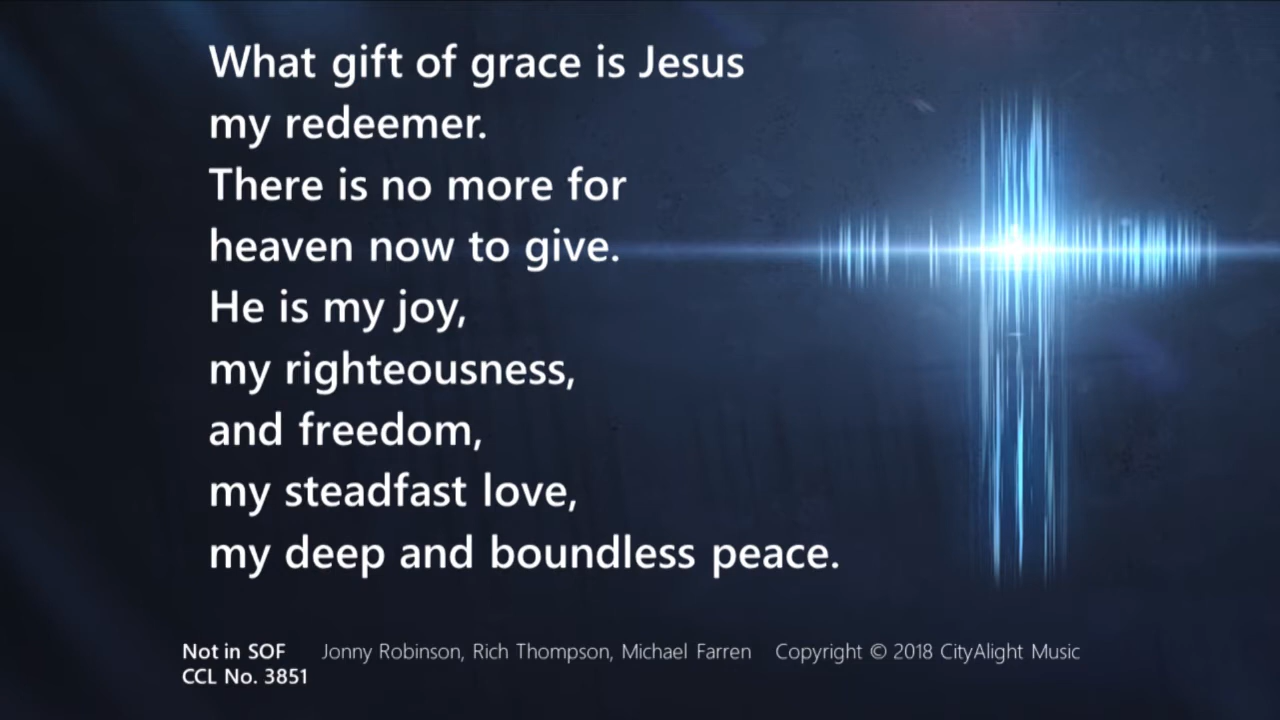 What gift of grace is Jesus
my redeemer.
There is no more for
heaven now to give.
He is my joy,
my righteousness,
and freedom,
my steadfast love,
my deep and boundless peace.
Not in SOF Jonny Robinson, Rich Thompson, Michael Farren Copyright © 2018 CityAlight Music
CCL No. 3851